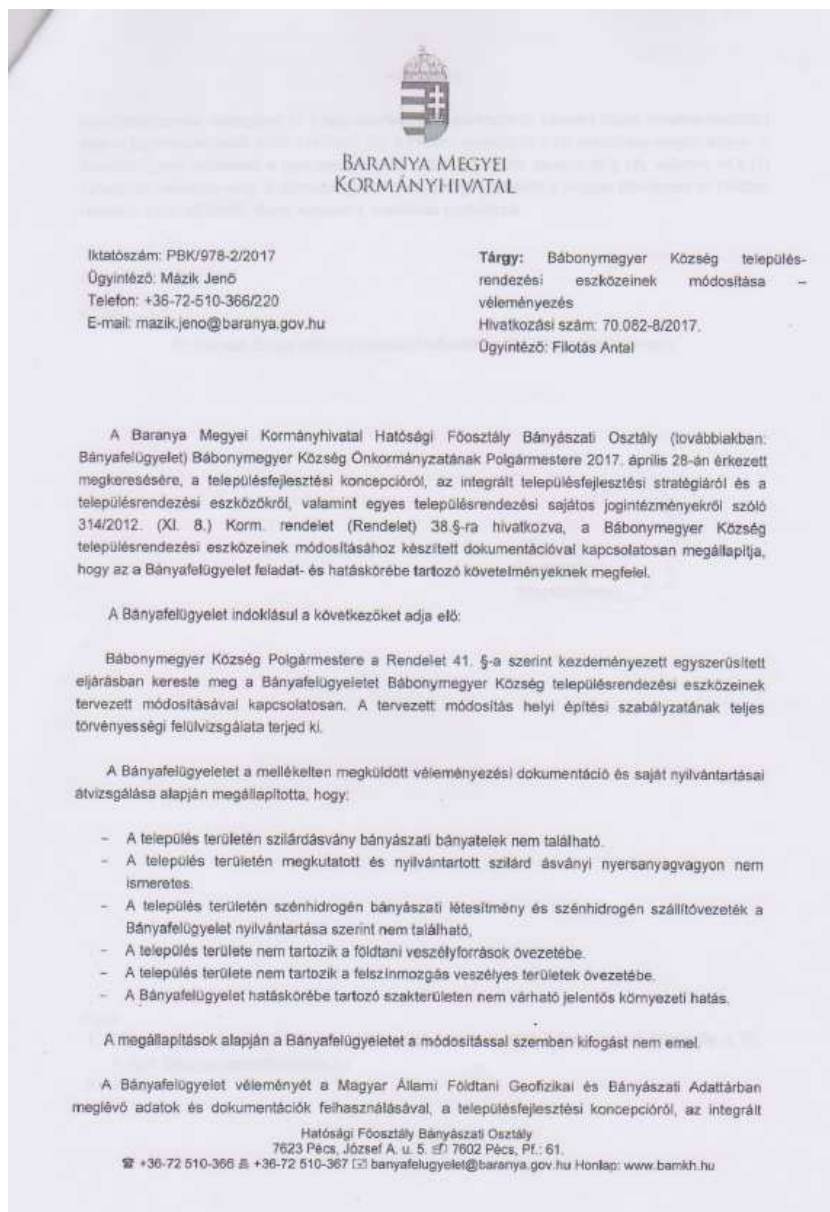 BARANYA MEGYEI
KORMÁNYHIVATAL
Iktatószám: PBK/978-2/2017
Ügyintéző: Mázik Jenő
Telefon: +36-72-510-366/220
E-mail: mazik.jeno@baranya.gov.hu
Tárgy: Bábonymegyer Község település-
rendezési eszközeinek módosítása –
véleményezés
Hivatkozási szám: 70.082-8/2017.
Ügyintéző: Filotás Antal
A Baranya Megyei Kormányhivatal Hatósági Főosztály Bányászati Osztály (továbbiakban:
Bányafelügyelet) Bábonymegyer Község Önkormányzatának Polgármestere 2017. április 28-án érkezett
megkeresésére, a településfejlesztési koncepcióról, az integrált településfejlesztési stratégiáról és a
településrendezési eszközökről, valamint egyes településrendezési sajátos jogintézményekről szóló
314/2012. (XI. 8.) Korm. rendelet (Rendelet) 38.§-ra hivatkozva, a Bábonymegyer Község
településrendezési eszközeinek módosításához készített dokumentációval kapcsolatosan megállapítja,
hogy az a Bányafelügyelet feladat- és hatáskörébe tartozó követelményeknek megfelel.
A Bányafelügyelet indoklásul a következőket adja elő:
Bábonymegyer Község Polgármestere a Rendelet 41. §-a szerint kezdeményezett egyszerűsített
eljárásban kereste meg a Bányafelügyeletet Bábonymegyer Község településrendezési eszközeinek
tervezett módosításával kapcsolatosan. A tervezett módosítás helyi építési szabályzatának teljes
törvényességi felülvizsgálata terjed ki.
A Bányafelügyeletet a mellékelten megküldött véleményezési dokumentáció és saját nyilvántartásai
átvizsgálása alapján megállapította, hogy:
– A település területén szilárdásvány bányászati bányatelek nem található.
– A település területén megkutatott és nyilvántartott szilárd ásványi nyersanyagvagyon nem
ismeretes.
– A település területén szénhidrogén bányászati létesítmény és szénhidrogén szállítóvezeték a
Bányafelügyelet nyilvántartása szerint nem található,
– A település területe nem tartozik a földtani veszélyforrások övezetébe.
– A település területe nem tartozik a felszínmozgás veszélyes területek övezetébe.
– A Bányafelügyelet hatáskörébe tartozó szakterületen nem várható jelentős környezeti hatás.
A megállapítások alapján a Bányafelügyeletet a módosítással szemben kifogást nem emel.
A Bányafelügyelet véleményét a Magyar Állami Földtani Geofizikai és Bányászati Adattárban
meglévő adatok és dokumentációk felhasználásával, a településfejlesztési koncepcióról, az integrált
Hatósági Főosztály Bányászati Osztály
7623 Pécs, József A. u. 5. 7602 Pécs, Pf.: 61.
☎ +36-72 510-366 +36-72 510-367 banyafelugyelet@baranya.gov.hu Honlap: www.bamkh.hu